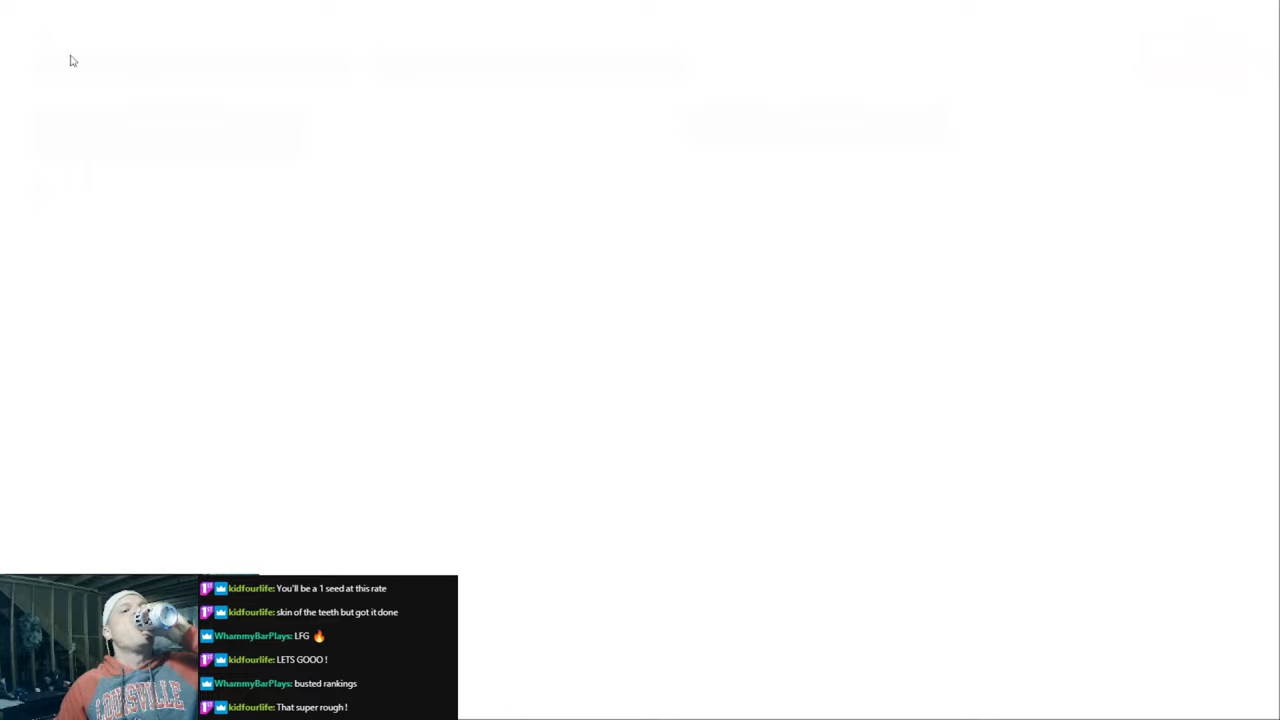 kidfourlife: You'll be a 1 seed at this rate
kidfourlife: skin of the teeth but got it done
WhammyBarPlays: LFG 🔥
kidfourlife: LETS GOOO !
WhammyBarPlays: busted rankings
kidfourlife: That super rough !
LOUISVILLE